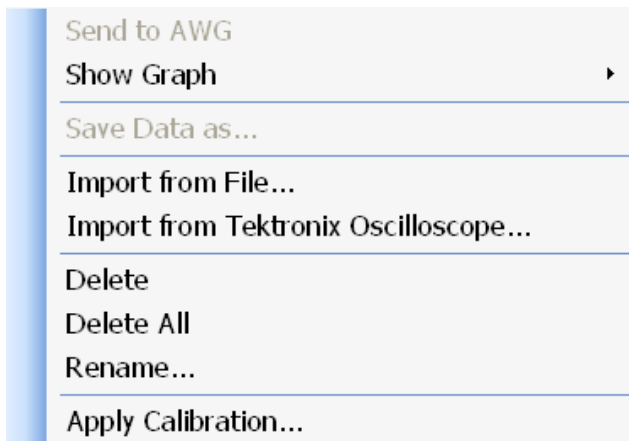 Send to AWG
Show Graph
Save Data as...
Import from File...
Import from Tektronix Oscilloscope...
Delete
Delete All
Rename...
Apply Calibration...